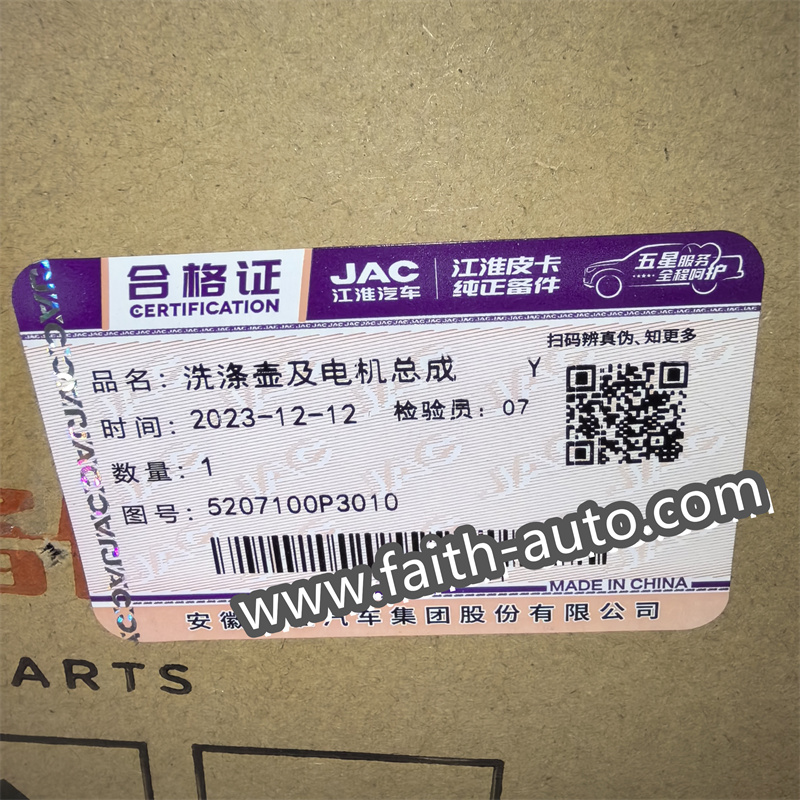 合格证
CERTIFICATION
JAC
江淮汽车
江淮皮卡
纯正备件
五星服务
全程呵护
扫码辨真伪、知更多
品名：洗涤壶及电机总成 Y
时间：2023-12-12 检验员：07
数量：1
图号：5207100P3010
www.faith-auto.com
MADE IN CHINA
安徽 汽车集团股份有限公司
ARTS